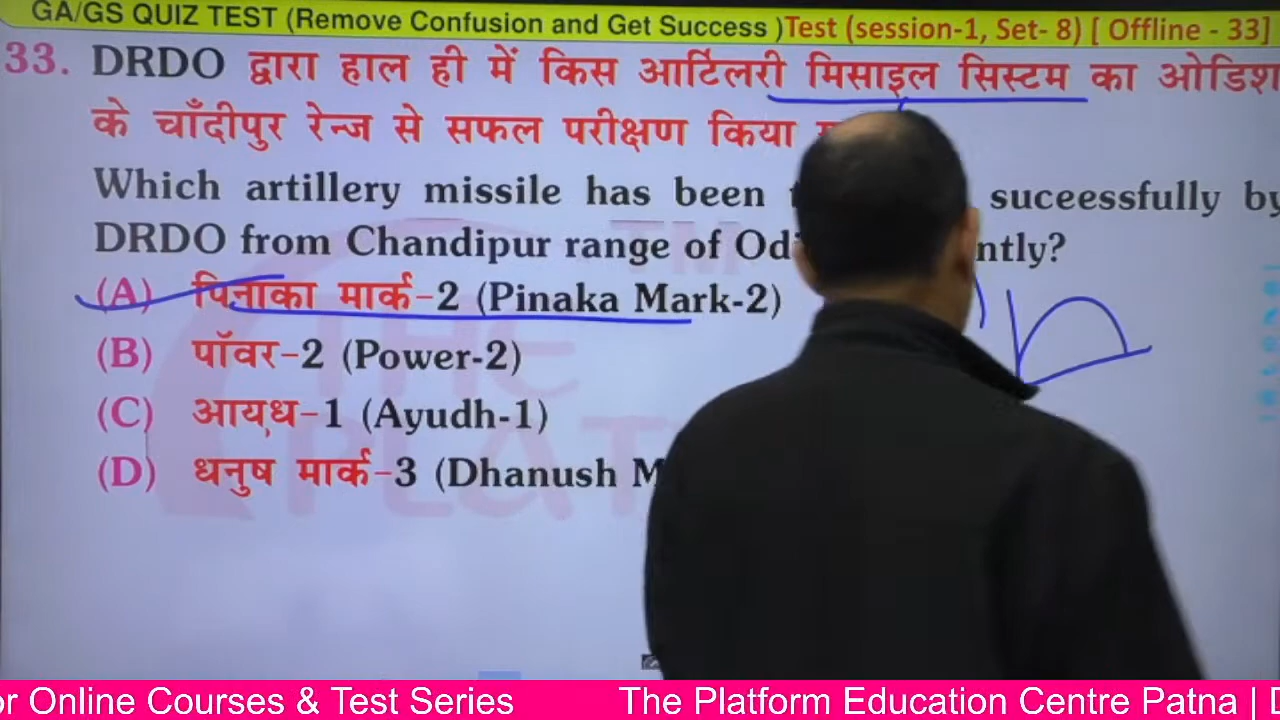 GA/GS QUIZ TEST (Remove Confusion and Get Success )Test (session-1, Set- 8) [ Offline - 33]
33. DRDO द्वारा हाल ही में किस आर्टिलरी मिसाइल सिस्टम का ओडिश
के चाँदीपुर रेन्ज से सफल परीक्षण किया
Which artillery missile has been suceessfully by
DRDO from Chandipur range of Od ntly?
(A) पिनाका मार्क-2 (Pinaka Mark-2)
(B) पॉवर-2 (Power-2)
(C) आयुध-1 (Ayudh-1)
(D) धनुष मार्क-3 (Dhanush M
THE
PLAT
TM
or Online Courses & Test Series The Platform Education Centre Patna | D